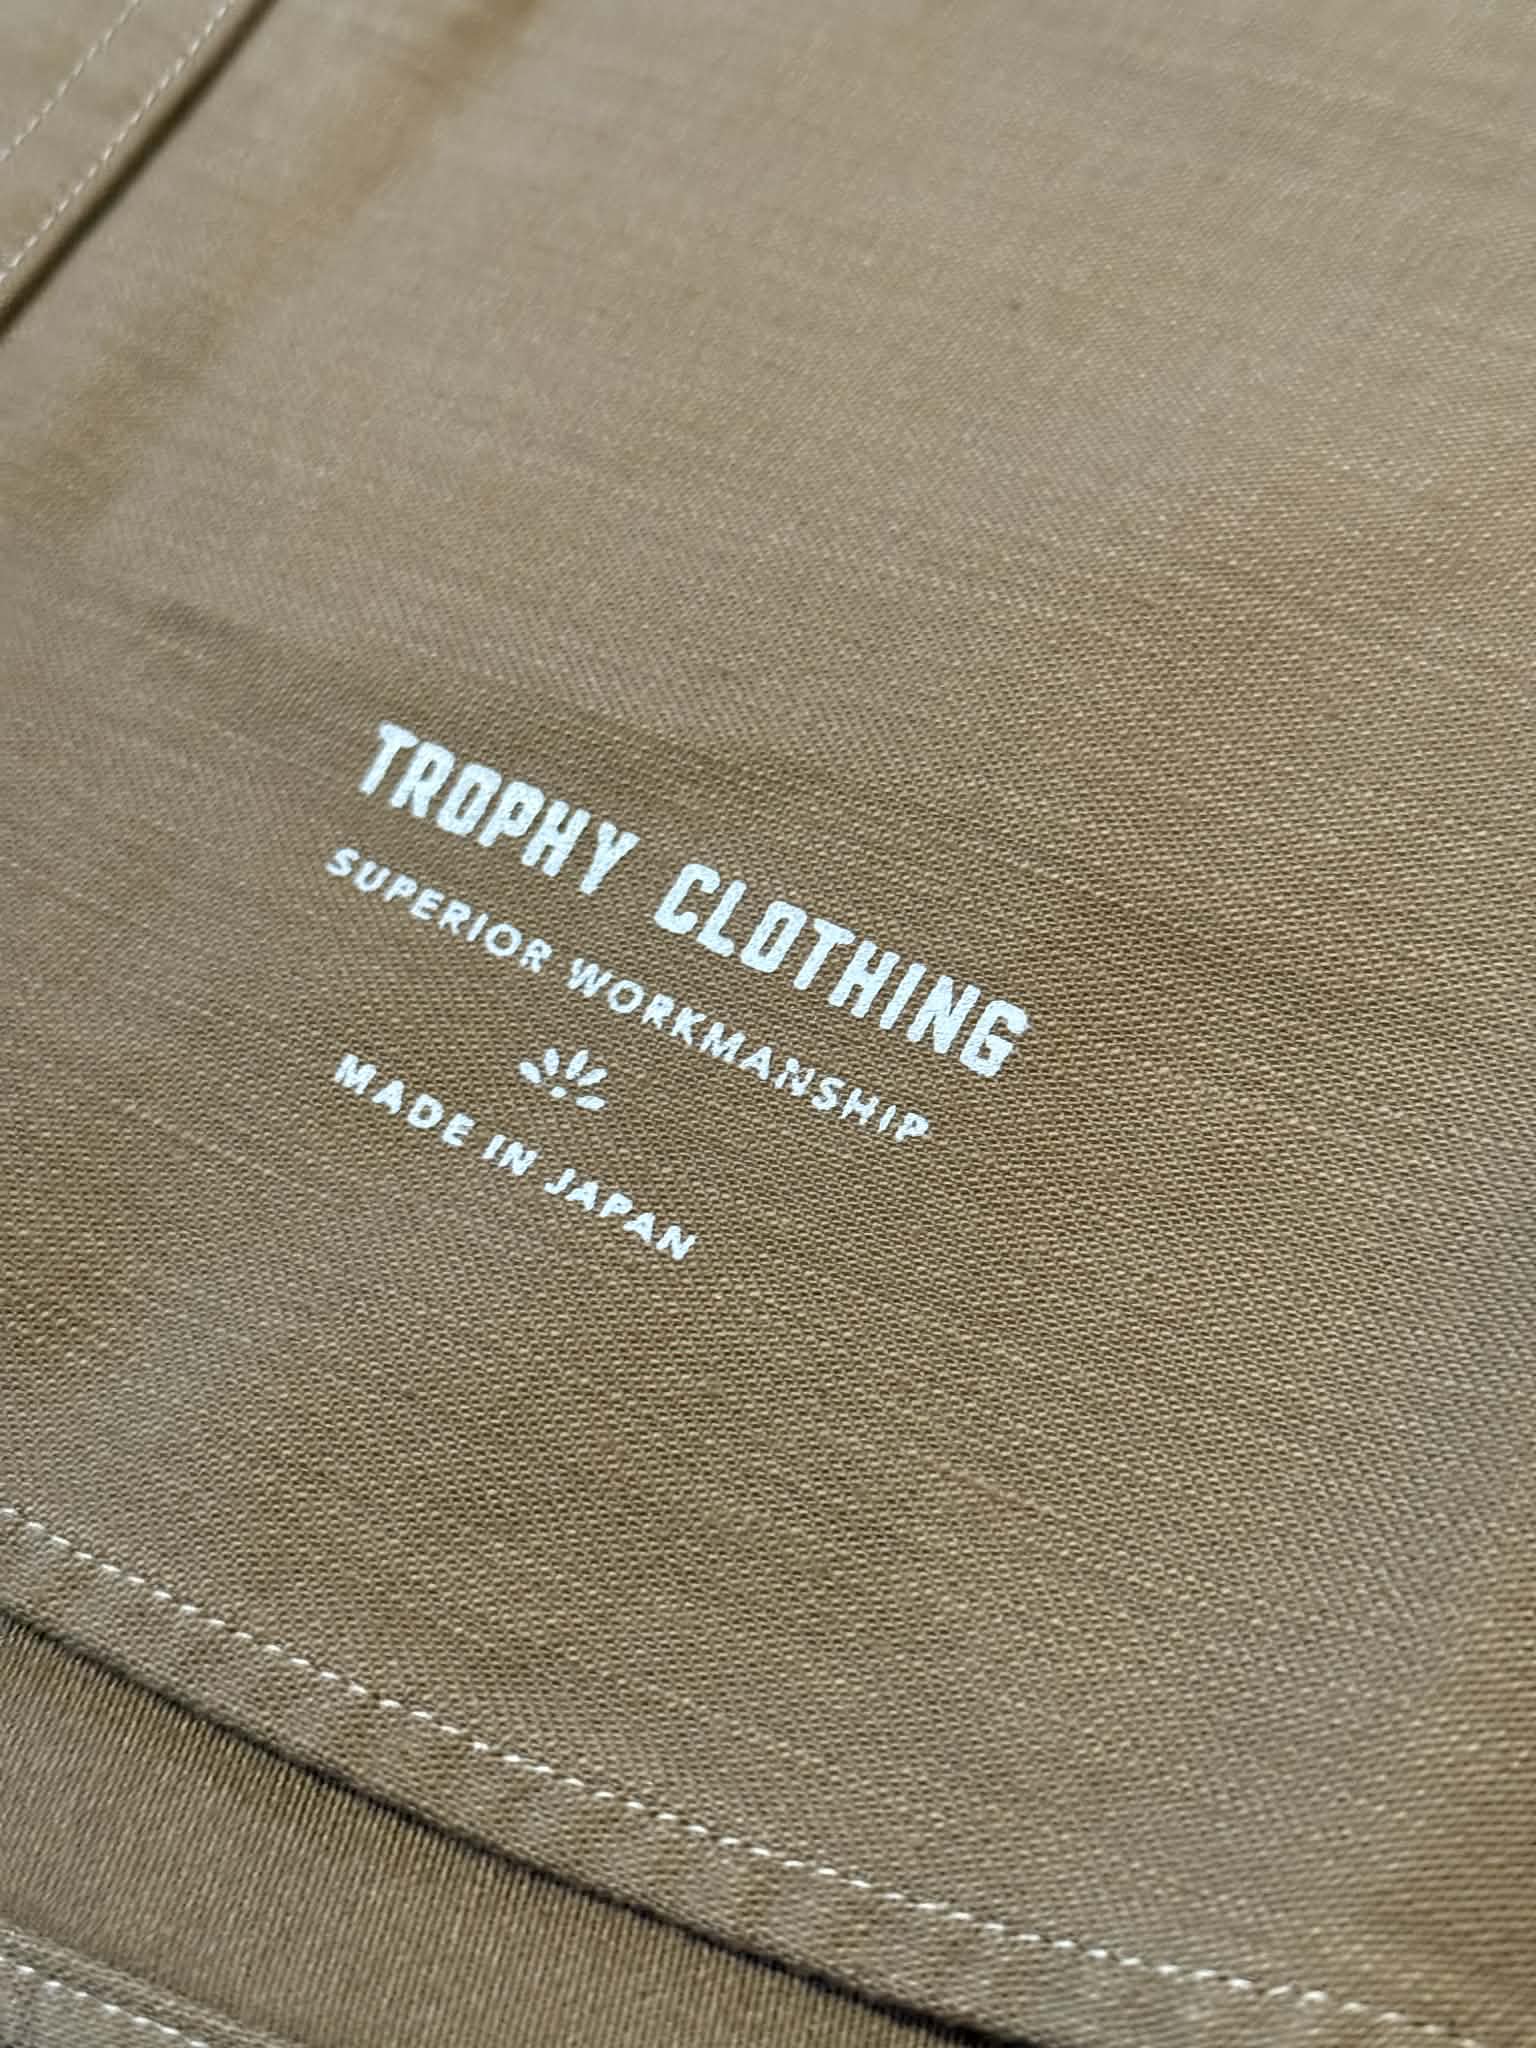 TROPHY CLOTHING
SUPERIOR WORKMANSHIP
MADE IN JAPAN